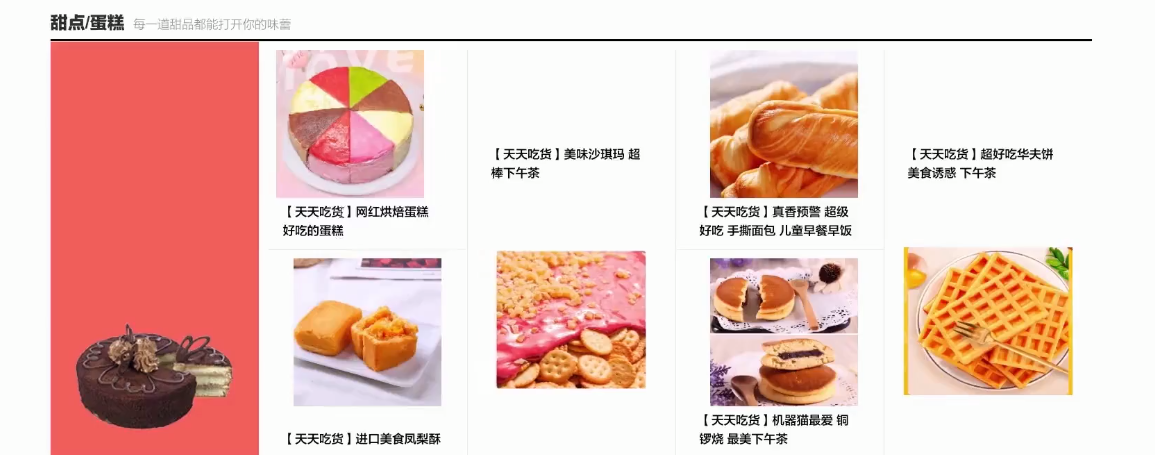 甜点/蛋糕 每一道甜品都能打开你的味蕾
【天天吃货】网红烘焙蛋糕
好吃的蛋糕
【天天吃货】美味沙琪玛 超
棒下午茶
【天天吃货】真香预警 超级
好吃 手撕面包 儿童早餐早饭
【天天吃货】超好吃华夫饼
美食诱惑 下午茶
【天天吃货】进口美食凤梨酥
【天天吃货】机器猫最爱 铜
锣烧 最美下午茶